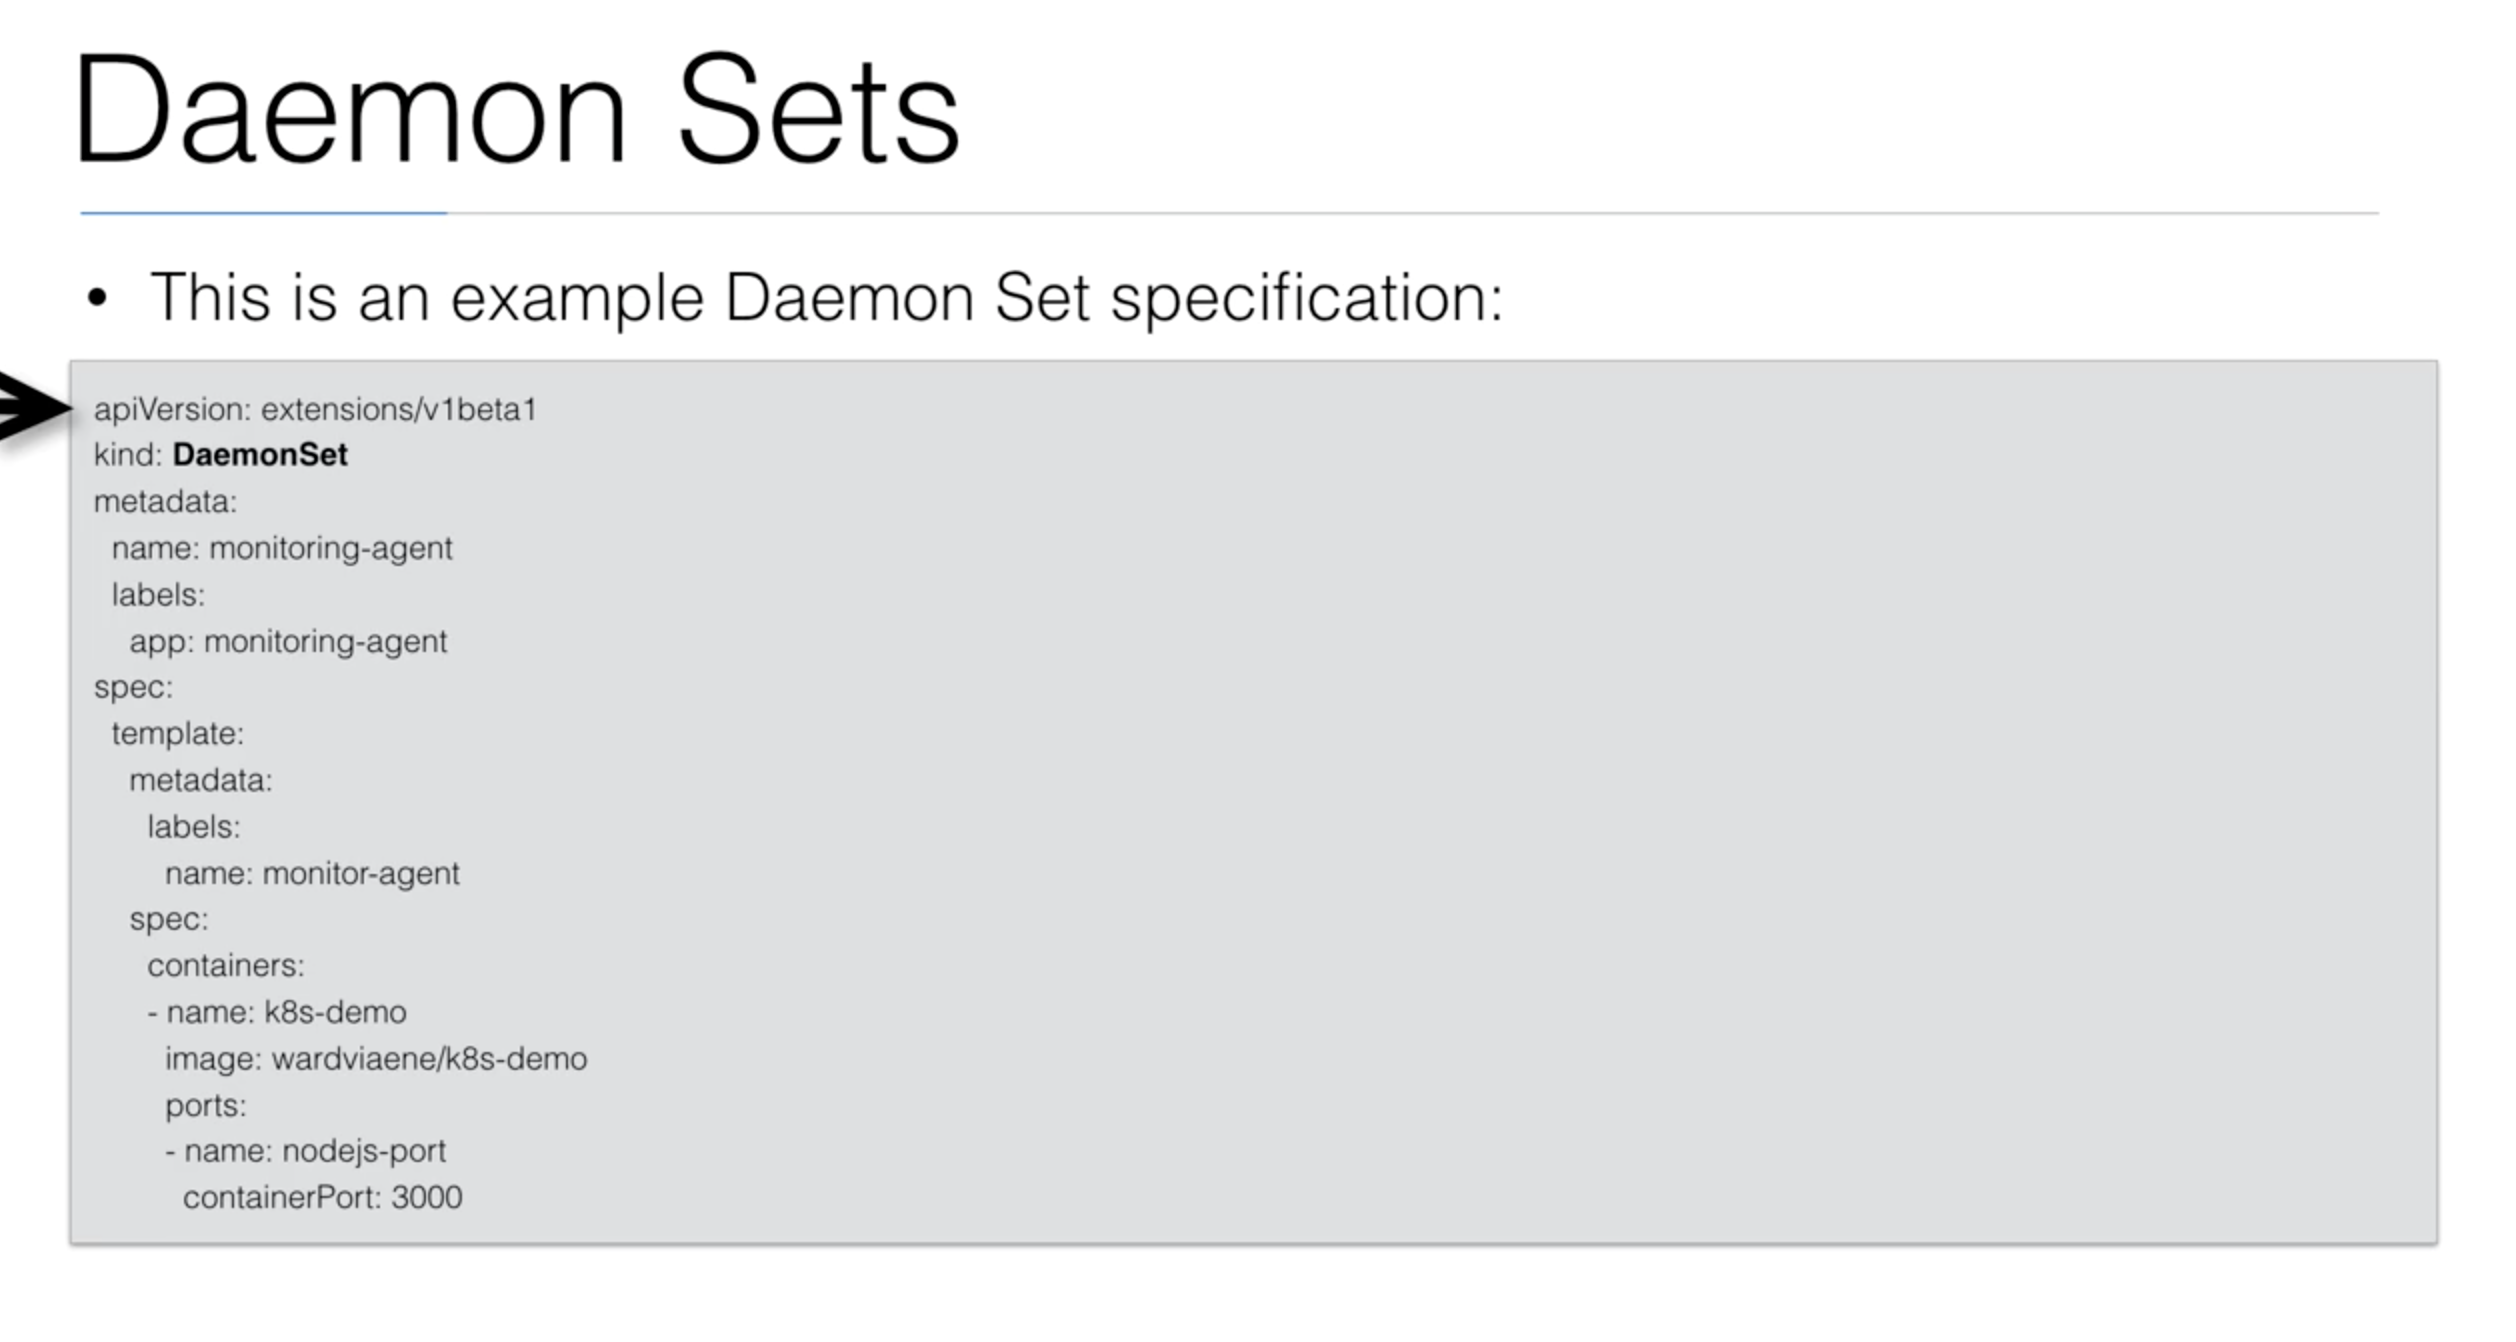 Daemon Sets
• This is an example Daemon Set specification:
apiVersion: extensions/v1beta1
kind: DaemonSet
metadata:
  name: monitoring-agent
  labels:
    app: monitoring-agent
spec:
  template:
    metadata:
      labels:
        name: monitor-agent
    spec:
      containers:
      - name: k8s-demo
        image: wardviaene/k8s-demo
        ports:
        - name: nodejs-port
          containerPort: 3000